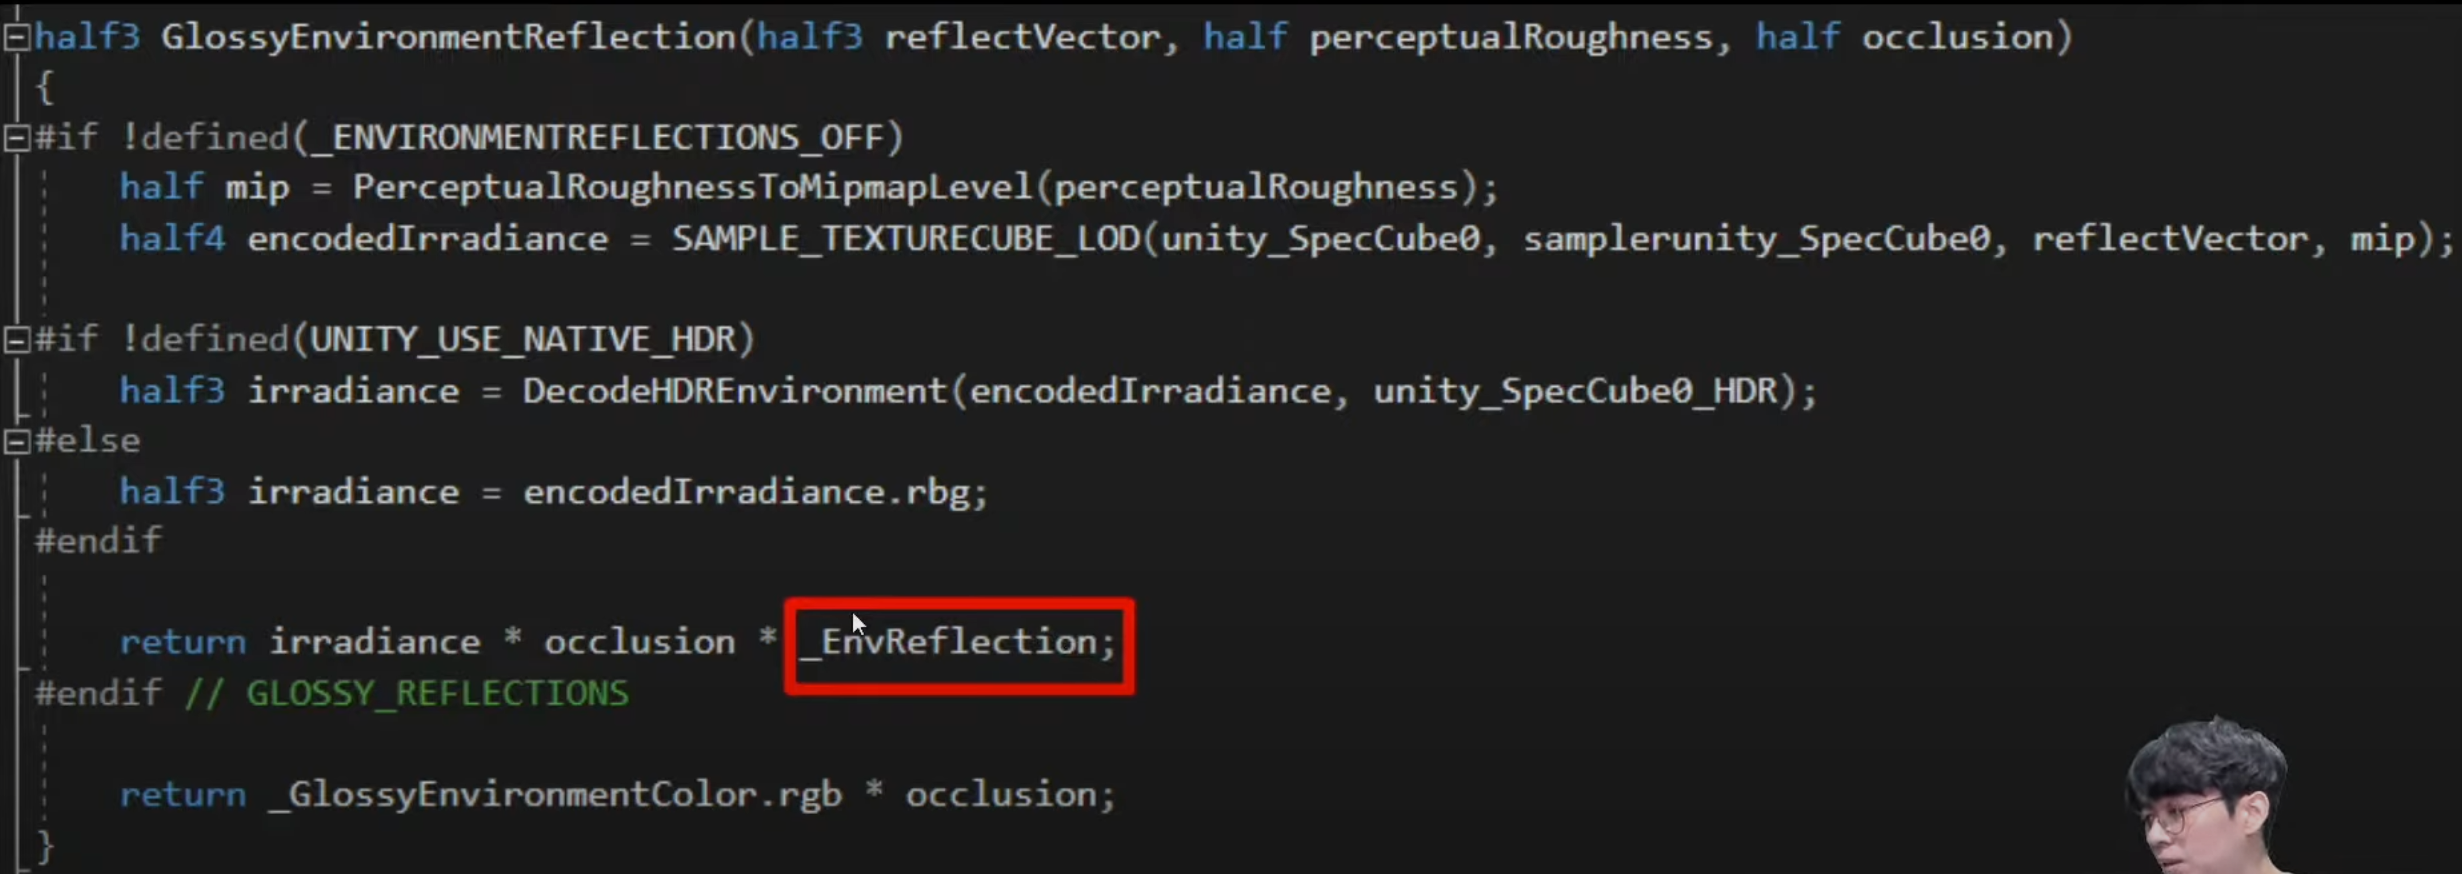 half3 GlossyEnvironmentReflection(half3 reflectVector, half perceptualRoughness, half occlusion)
{
#if !defined(_ENVIRONMENTREFLECTIONS_OFF)
half mip = PerceptualRoughnessToMipmapLevel(perceptualRoughness);
half4 encodedIrradiance = SAMPLE_TEXTURECUBE_LOD(unity_SpecCube0, samplerunity_SpecCube0, reflectVector, mip);
#if !defined(UNITY_USE_NATIVE_HDR)
half3 irradiance = DecodeHDREnvironment(encodedIrradiance, unity_SpecCube0_HDR);
#else
half3 irradiance = encodedIrradiance.rbg;
#endif
return irradiance * occlusion * _EnvReflection;
#endif // GLOSSY_REFLECTIONS
return _GlossyEnvironmentColor.rgb * occlusion;
}